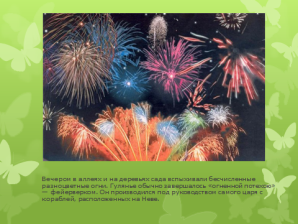 Вечером в аллеях и на деревьях сада вспыхивали бесчисленные
разноцветные огни. Гулянье обычно завершалось «огненной потехой»
— фейерверком. Он производился под руководством самого царя с
кораблей, расположенных на Неве.